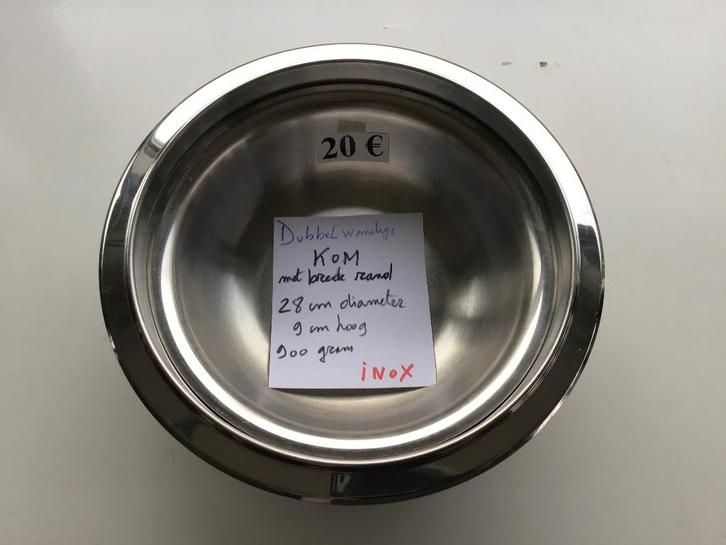 20 €
Dubbelwandige
KOM
met brede rand
28 cm diameter
9 cm hoog
900 gram
iNOX